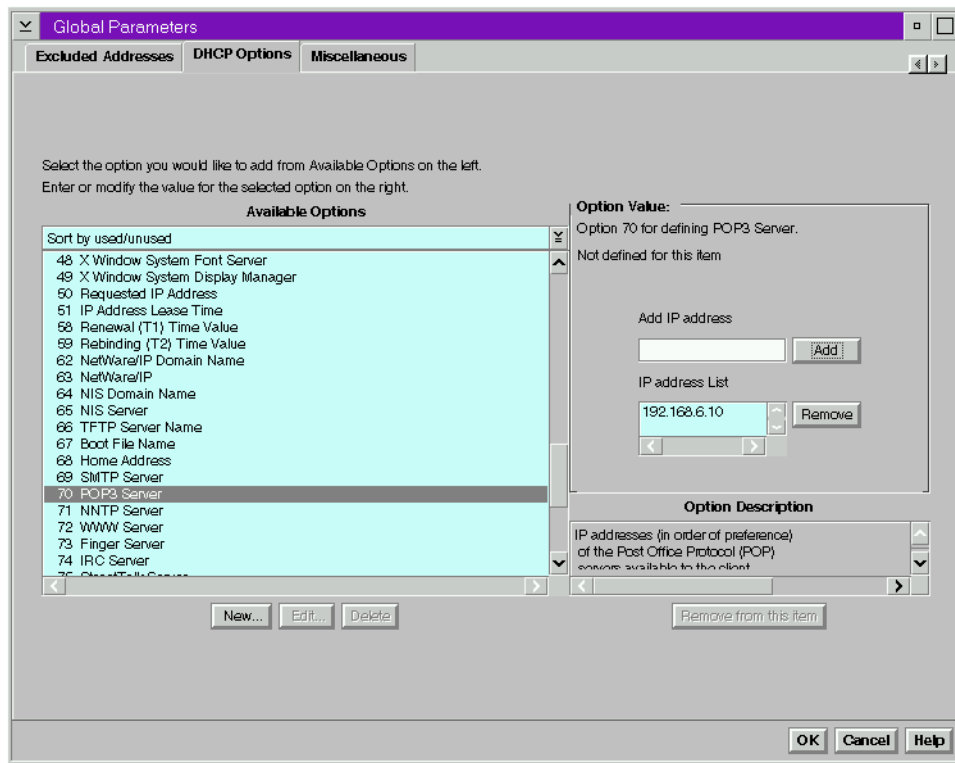 Global Parameters
Excluded Addresses DHCP Options Miscellaneous
Select the option you would like to add from Available Options on the left.
Enter or modify the value for the selected option on the right.
Available Options
Sort by used/unused
48 X Window System Font Server
49 X Window System Display Manager
50 Requested IP Address
51 IP Address Lease Time
58 Renewal (T1) Time Value
59 Rebinding (T2) Time Value
62 NetWare/IP Domain Name
63 NetWare/IP
64 NIS Domain Name
65 NIS Server
66 TFTP Server Name
67 Boot File Name
68 Home Address
69 SMTP Server
70 POP3 Server
71 NNTP Server
72 WWW Server
73 Finger Server
74 IRC Server
75 StreetTalk Server
New... Edit... Delete
Option Value:
Option 70 for defining POP3 Server.
Not defined for this item
Add IP address
Add
IP address List
192.168.6.10
Remove
Option Description
IP addresses (in order of preference)
of the Post Office Protocol (POP)
servers available to the client
Remove from this item
OK Cancel Help